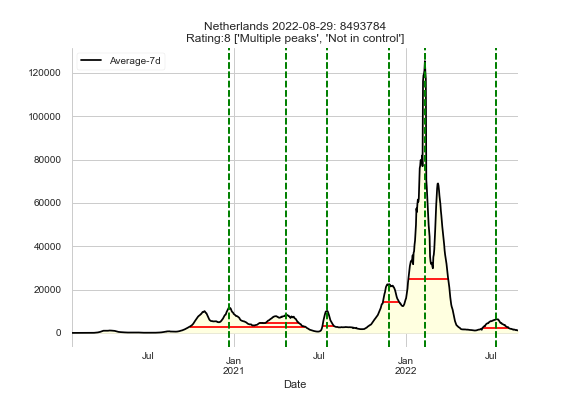 Netherlands 2022-08-29: 8493784
Rating:8 ['Multiple peaks', 'Not in control']
Average-7d
120000
100000
80000
60000
40000
20000
0
Jul
Jan
2021
Jul
Jan
2022
Jul
Date